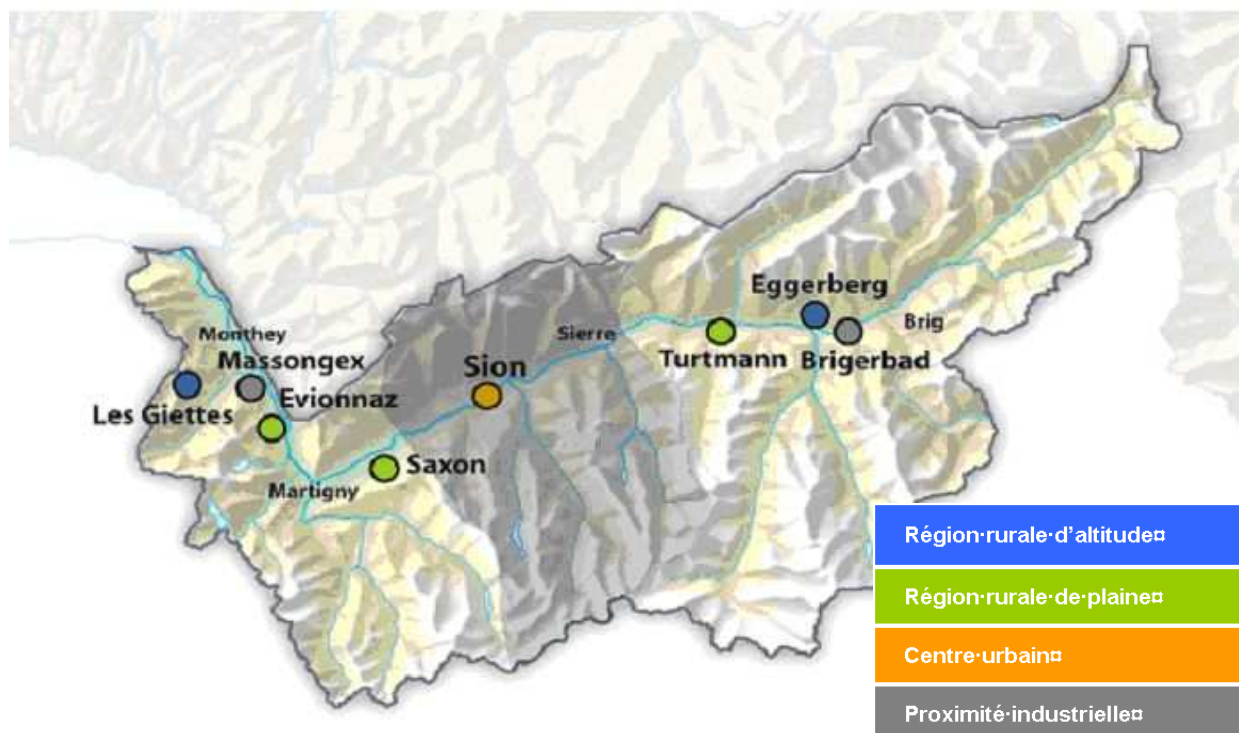 Eggerberg
Monthey
Sierre
Brig
Massongex
Turtmann
Brigerbad
Sion
Les Giettes
Evionnaz
Saxon
Martigny
Région·rurale·d’altitude¤
Région·rurale·de·plaine¤
Centre·urbain¤
Proximité·industrielle¤